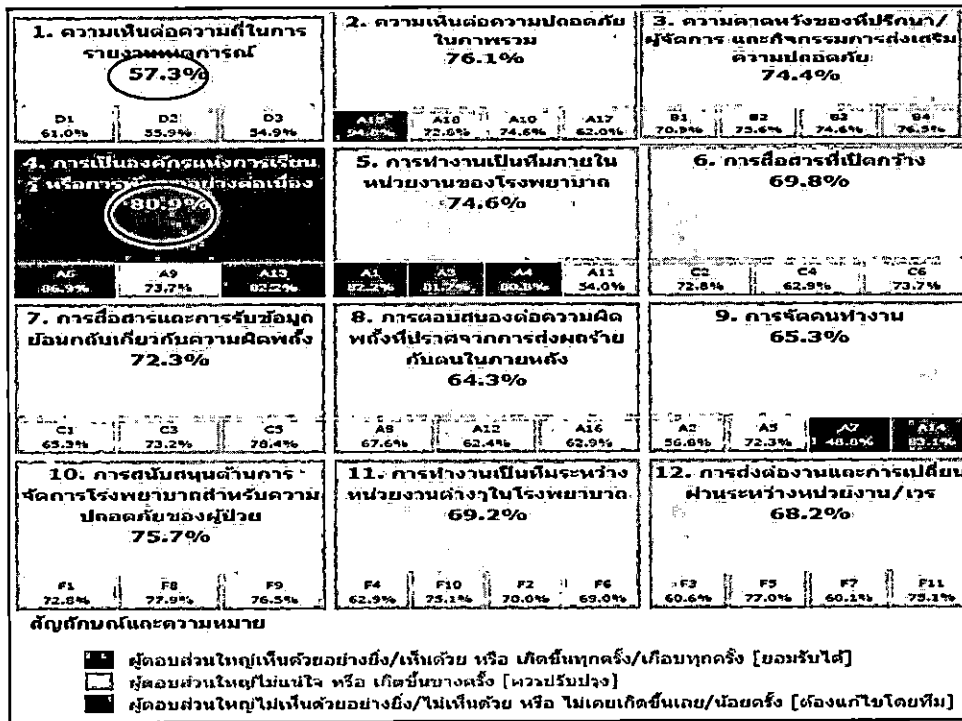 1. ความเห็นต่อความถี่ในการ
รายงานเหตุการณ์
57.3%
D1 D2 D3
61.0% 55.9% 54.9%
2. ความเห็นต่อความปลอดภัย
ในภาพรวม
76.1%
A15 A18 A10 A17
72.8% 74.6% 62.0%
3. ความคาดหวังของที่ปรึกษา/
ผู้จัดการ และกิจกรรมการส่งเสริม
ความปลอดภัย
74.4%
B1 B2 B3 B4
70.9% 75.6% 74.6% 76.5%
4. การเป็นองค์กรแห่งการเรียน
รู้ หรือการพัฒนาอย่างต่อเนื่อง
80.9%
A6 A9 A13
86.9% 73.7% 82.2%
5. การทำงานเป็นทีมภายใน
หน่วยงานของโรงพยาบาล
74.6%
A1 A3 A4 A11
82.2% 81.7% 80.8% 54.0%
6. การสื่อสารที่เปิดกว้าง
69.8%
C2 C4 C6
72.8% 62.9% 73.7%
7. การสื่อสารและการรับข้อมูล
ย้อนกลับเกี่ยวกับความผิดพลั้ง
72.3%
C1 C3 C5
65.3% 73.2% 78.4%
8. การตอบสนองต่อความผิด
พลั้งที่ปราศจากการส่งผลร้าย
กับตนในภายหลัง
64.3%
A8 A12 A16
67.6% 62.4% 62.9%
9. การจัดคนทำงาน
65.3%
A2 A5 A7 A14
56.8% 72.3% 48.8% 83.1%
10. การสนับสนุนด้านการ
จัดการโรงพยาบาลสำหรับความ
ปลอดภัยของผู้ป่วย
75.7%
F1 F8 F9
72.8% 77.9% 76.5%
11. การทำงานเป็นทีมระหว่าง
หน่วยงานต่างๆในโรงพยาบาล
69.2%
F4 F10 F2 F6
62.9% 75.1% 70.0% 69.0%
12. การส่งต่องานและการเปลี่ยน
ผ่านระหว่างหน่วยงาน/เวร
68.2%
F3 F5 F7 F11
60.6% 77.0% 60.1% 75.1%
สัญลักษณ์และความหมาย
ผู้ตอบส่วนใหญ่เห็นด้วยอย่างยิ่ง/เห็นด้วย หรือ เกิดขึ้นทุกครั้ง/เกือบทุกครั้ง [ยอมรับได้]
ผู้ตอบส่วนใหญ่ไม่แน่ใจ หรือ เกิดขึ้นบางครั้ง [ควรปรับปรุง]
ผู้ตอบส่วนใหญ่ไม่เห็นด้วยอย่างยิ่ง/ไม่เห็นด้วย หรือ ไม่เคยเกิดขึ้นเลย/น้อยครั้ง [ต้องแก้ไขโดยทีม]